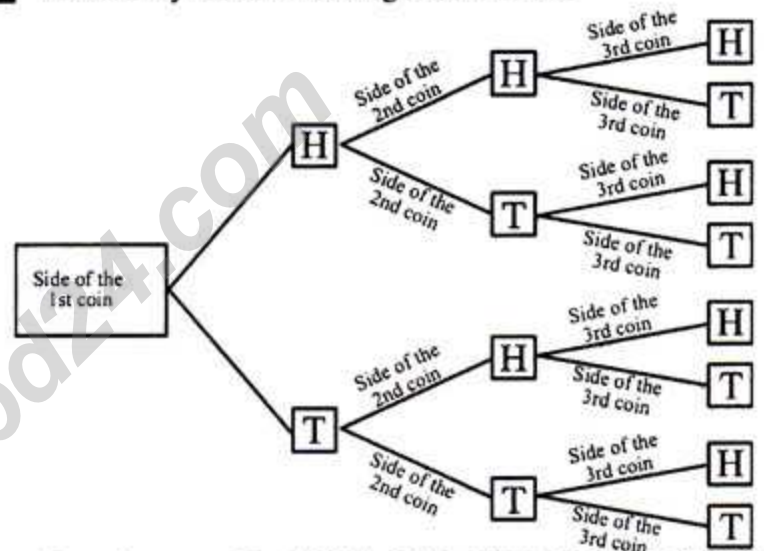 Side of the
1st coin
H
Side of the
2nd coin
H
Side of the
3rd coin
H
Side of the
3rd coin
T
Side of the
2nd coin
T
Side of the
3rd coin
H
Side of the
3rd coin
T
T
Side of the
2nd coin
H
Side of the
3rd coin
H
Side of the
3rd coin
T
Side of the
2nd coin
T
Side of the
3rd coin
H
Side of the
3rd coin
T